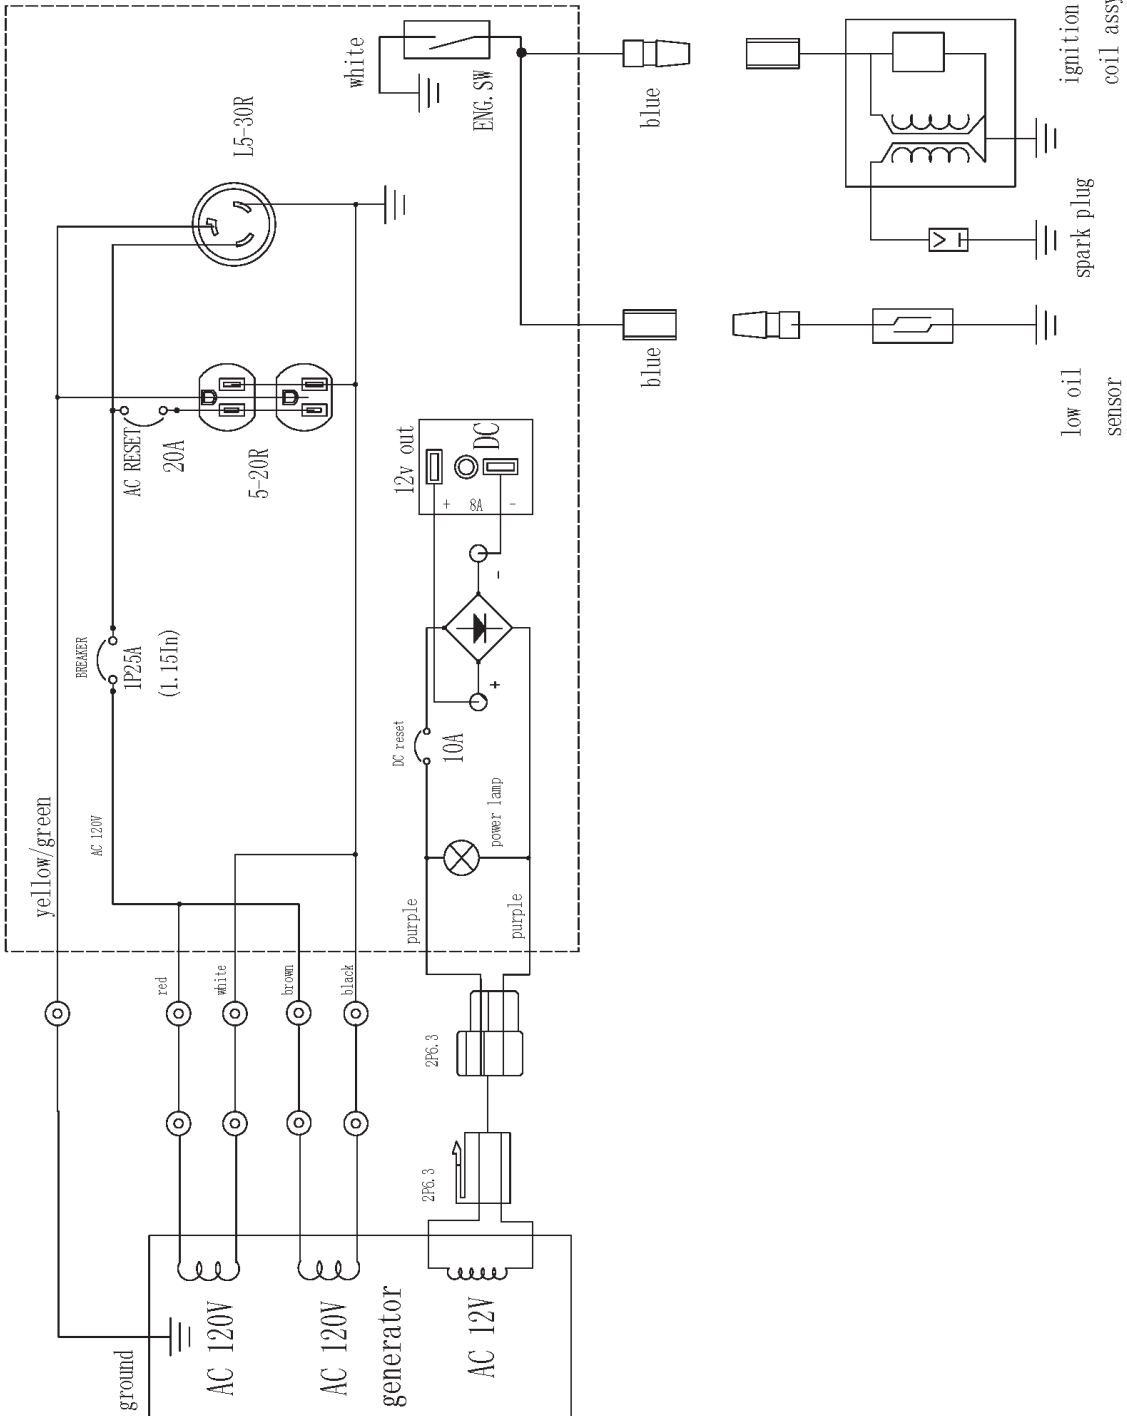 white
ENG.SW
blue
ignition
coil assy
spark plug
L5-30R
blue
low oil
sensor
AC RESET
20A
5-20R
12v out
DC
+
8A
-
BREAKER
1P25A
(1.15In)
-
+
DC reset
10A
power lamp
yellow/green
AC 120V
purple
purple
red
white
brown
black
2P6.3
2P6.3
ground
AC 120V
AC 120V
generator
AC 12V